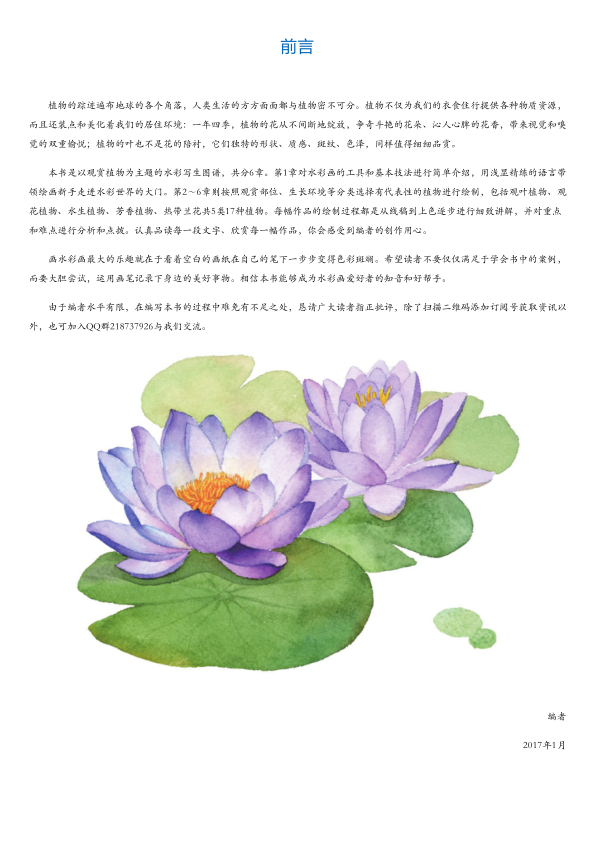 前言
植物的踪迹遍布地球的各个角落，人类生活的方方面面都与植物密不可分。植物不仅为我们的衣食住行提供各种物质资源，
而且还装点和美化着我们的居住环境：一年四季，植物的花从不间断地绽放，争奇斗艳的花朵、沁人心脾的花香，带来视觉和嗅
觉的双重愉悦；植物的叶也不是花的陪衬，它们独特的形状、质感、斑纹、色泽，同样值得细细品赏。
本书是以观赏植物为主题的水彩写生图谱，共分6章。第1章对水彩画的工具和基本技法进行简单介绍，用浅显精练的语言带
领绘画新手走进水彩世界的大门。第2～6章则按照观赏部位、生长环境等分类选择有代表性的植物进行绘制，包括观叶植物、观
花植物、水生植物、芳香植物、热带兰花共5类17种植物。每幅作品的绘制过程都是从线稿到上色逐步进行细致讲解，并对重点
和难点进行分析和点拨。认真品读每一段文字、欣赏每一幅作品，你会感受到编者的创作用心。
画水彩画最大的乐趣就在于看着空白的画纸在自己的笔下一步步变得色彩斑斓。希望读者不要仅仅满足于学会书中的案例，
而要大胆尝试，运用画笔记录下身边的美好事物。相信本书能够成为水彩画爱好者的知音和好帮手。
由于编者水平有限，在编写本书的过程中难免有不足之处，恳请广大读者指正批评，除了扫描二维码添加订阅号获取资讯以
外，也可加入QQ群218737926与我们交流。
编者
2017年1月